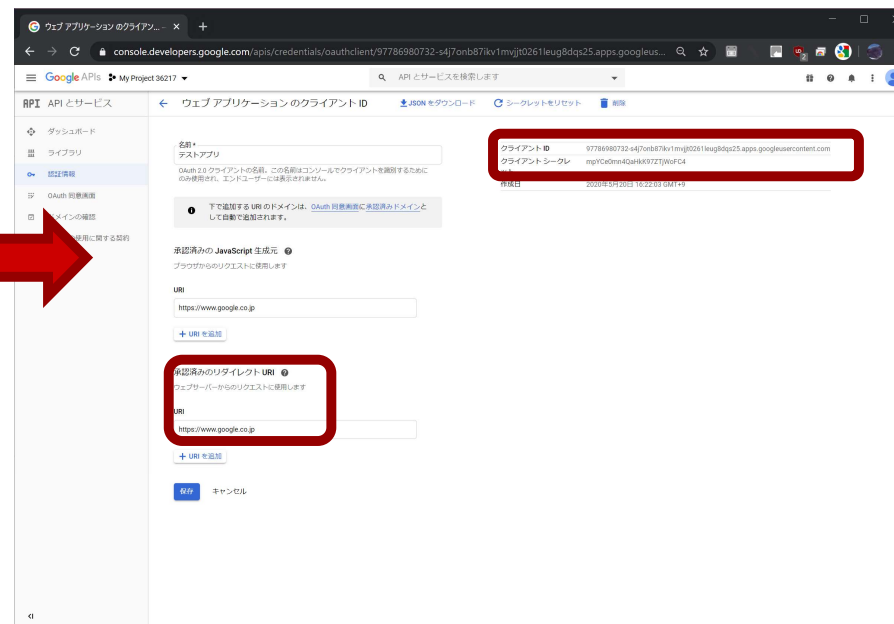 ウェブ アプリケーション のクライアン...
console.developers.google.com/apis/credentials/oauthclient/97786980732-s4j7onb87ikv1mvjjt0261leug8dqs25.apps.googleus...
Google APIs My Project 36217 API とサービスを検索します
API API とサービス
ウェブ アプリケーション のクライアント ID JSON をダウンロード シークレットをリセット 削除
ダッシュボード
ライブラリ
認証情報
OAuth 同意画面
ドメインの確認
使用に関する契約
名前 *
テストアプリ
OAuth 2.0 クライアントの名前。この名前はコンソールでクライアントを識別するために
のみ使用され、エンドユーザーには表示されません。
下で追加する URI のドメインは、OAuth 同意画面に承認済みドメインと
して自動で追加されます。
承認済みの JavaScript 生成元
ブラウザからのリクエストに使用します
URI
https://www.google.co.jp
+ URI を追加
承認済みのリダイレクト URI
ウェブサーバーからのリクエストに使用します
URI
https://www.google.co.jp
+ URI を追加
保存 キャンセル
クライアント ID 97786980732-s4j7onb87ikv1mvjjt0261leug8dqs25.apps.googleusercontent.com
クライアント シークレ mpYCe0mn4QaHkK97ZTjWoFC4
作成日 2020年5月20日 16:22:03 GMT+9